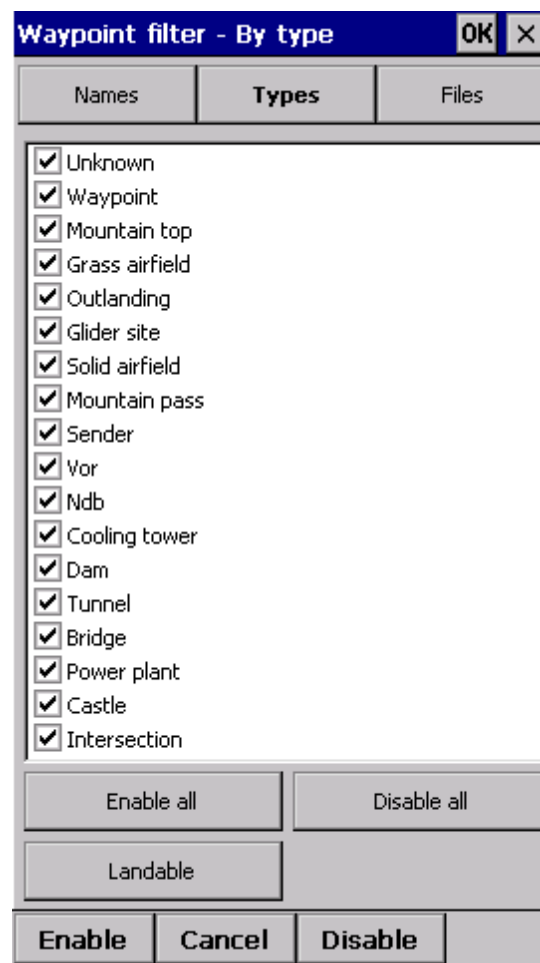 Waypoint filter - By type OK ×
Names Types Files
Unknown
Waypoint
Mountain top
Grass airfield
Outlanding
Glider site
Solid airfield
Mountain pass
Sender
Vor
Ndb
Cooling tower
Dam
Tunnel
Bridge
Power plant
Castle
Intersection
Enable all Disable all
Landable
Enable Cancel Disable